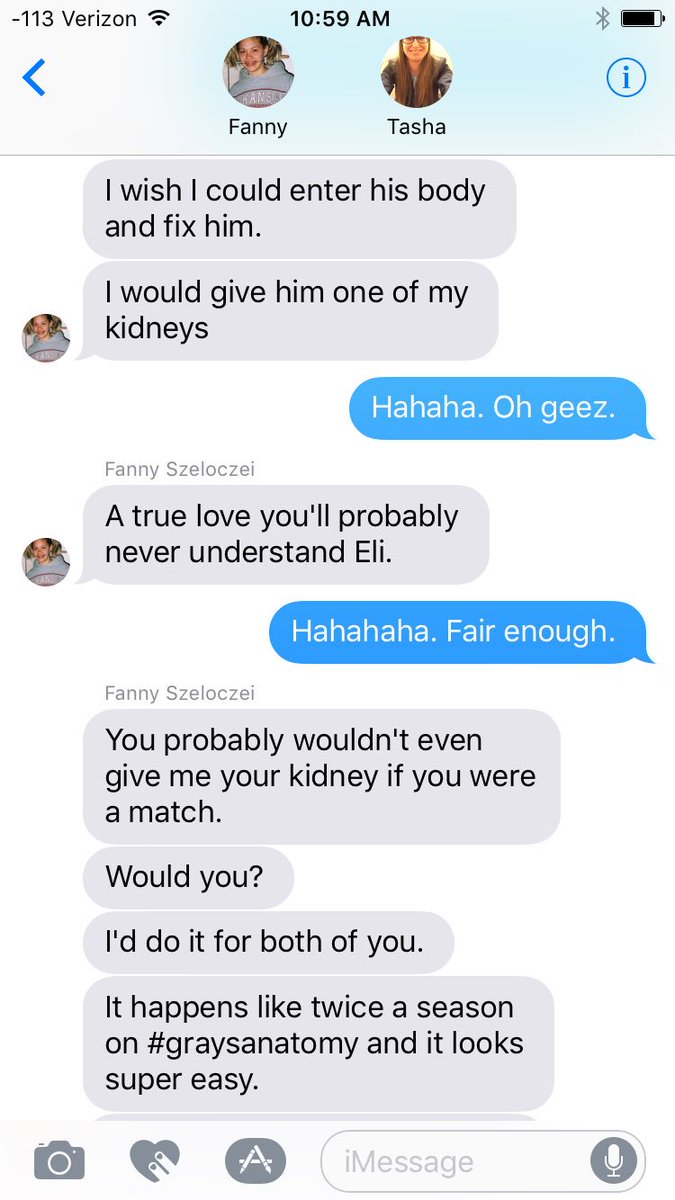 -113 Verizon 10:59 AM
Fanny Tasha
I wish I could enter his body
and fix him.
I would give him one of my
kidneys
Hahaha. Oh geez.
Fanny Szeloczei
A true love you'll probably
never understand Eli.
Hahahaha. Fair enough.
Fanny Szeloczei
You probably wouldn't even
give me your kidney if you were
a match.
Would you?
I'd do it for both of you.
It happens like twice a season
on #graysanatomy and it looks
super easy.
iMessage